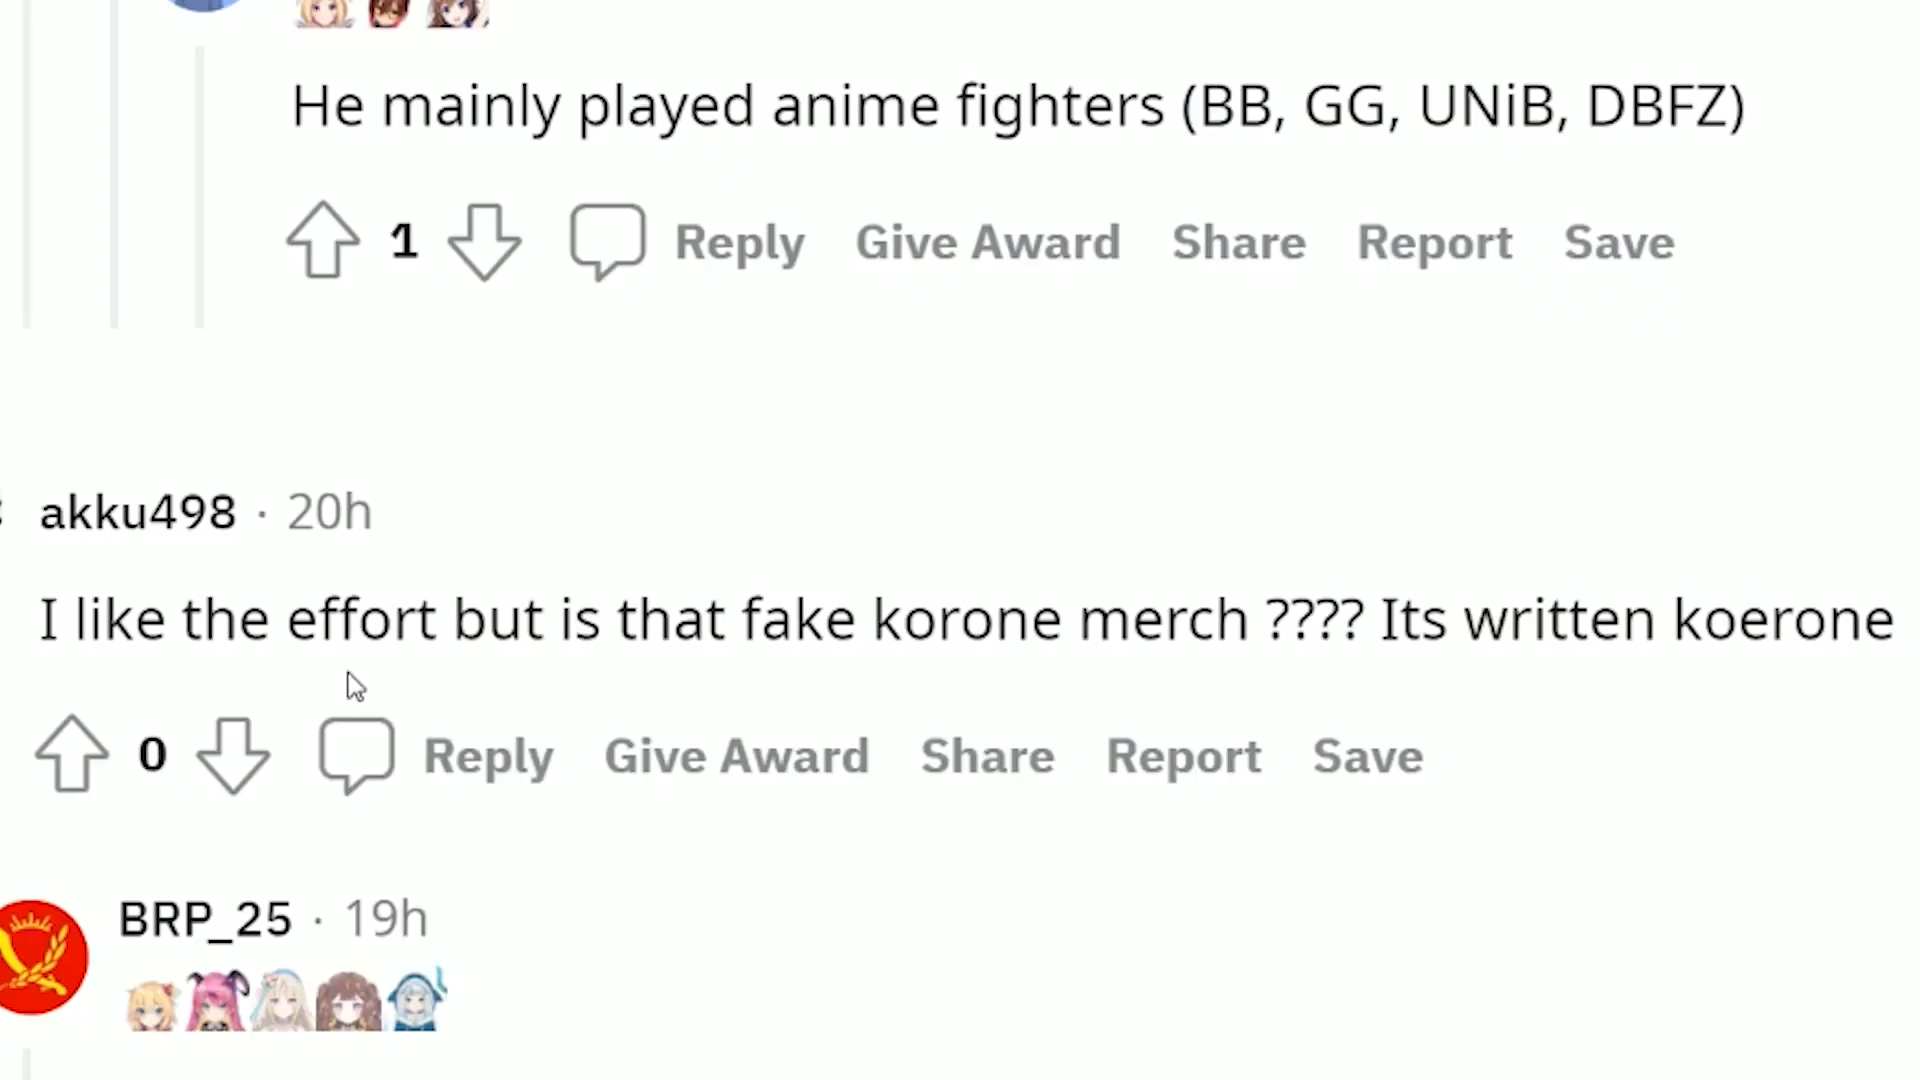 He mainly played anime fighters (BB, GG, UNiB, DBFZ)
1 Reply Give Award Share Report Save
akku498 · 20h
I like the effort but is that fake korone merch ???? Its written koerone
0 Reply Give Award Share Report Save
BRP_25 · 19h